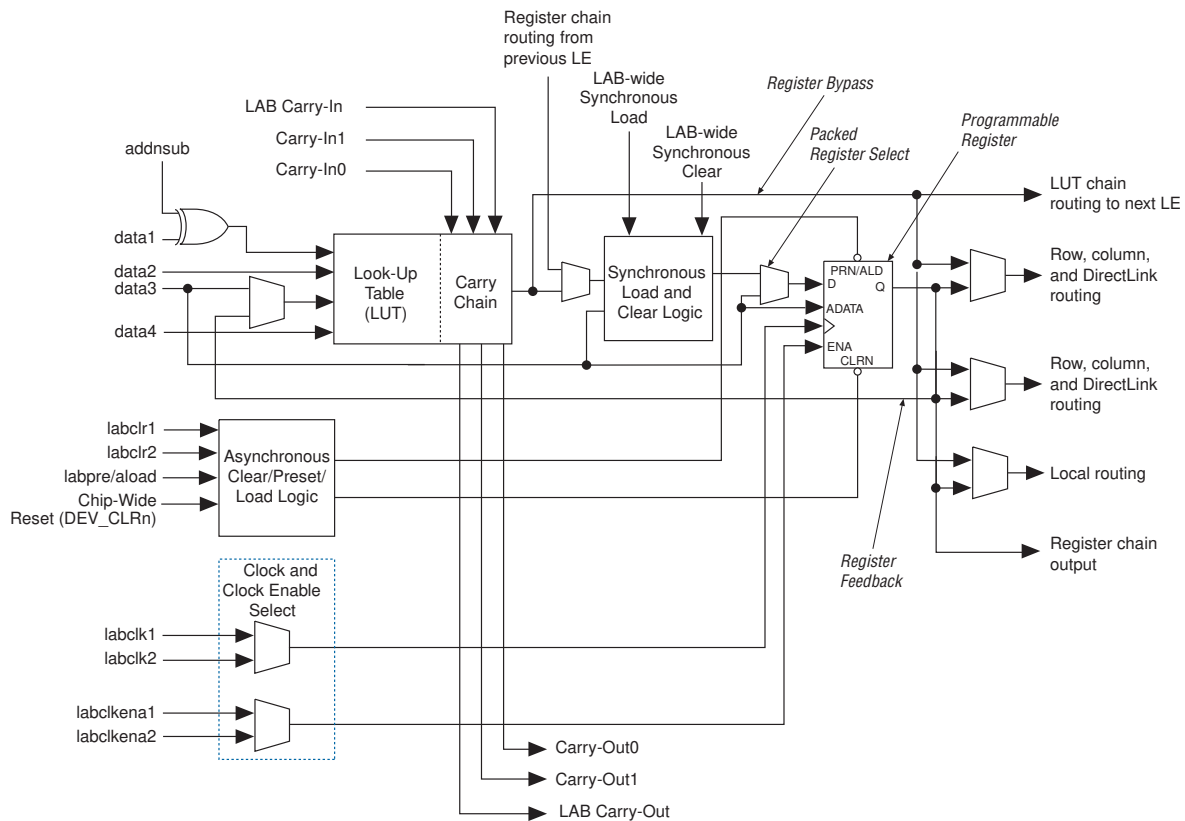 Register chain
routing from
previous LE
LAB-wide
Synchronous
Load
Register Bypass
LAB Carry-In
LAB-wide
Synchronous
Clear
Packed
Register Select
Programmable
Register
Carry-In1
addnsub
Carry-In0
LUT chain
routing to next LE
data1
data2
data3
data4
Look-Up
Table
(LUT)
Carry
Chain
Synchronous
Load and
Clear Logic
PRN/ALD
D
Q
ADATA
ENA
CLRN
Row, column,
and DirectLink
routing
Row, column,
and DirectLink
routing
labclr1
labclr2
labpre/aload
Chip-Wide
Reset (DEV_CLRn)
Asynchronous
Clear/Preset/
Load Logic
Local routing
Register chain
output
Register
Feedback
Clock and
Clock Enable
Select
labclk1
labclk2
labclkena1
labclkena2
Carry-Out0
Carry-Out1
LAB Carry-Out